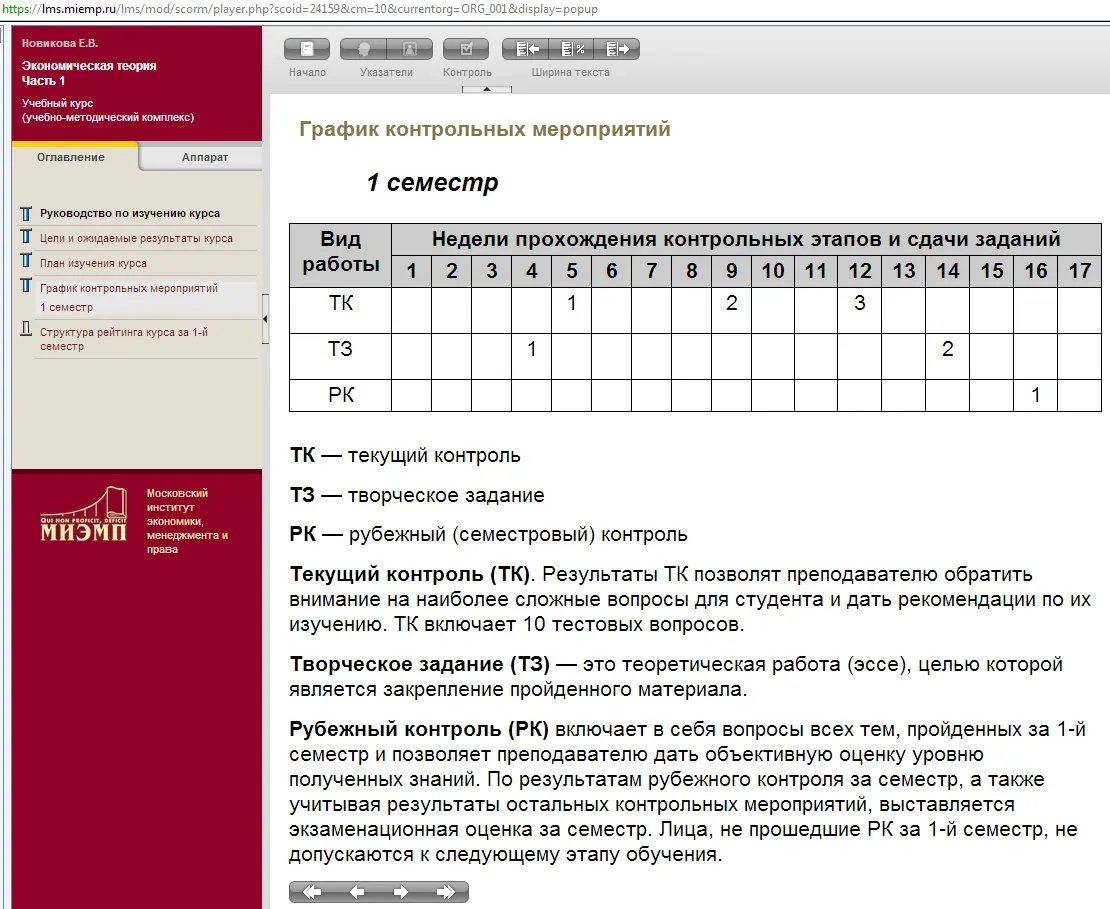 https://lms.miemp.ru/lms/mod/scorm/player.php?scoid=24159&cm=10&currentorg=ORG_001&display=popup
Новикова Е.В.
Экономическая теория
Часть 1
Учебный курс
(учебно-методический комплекс)
Оглавление Аппарат
Руководство по изучению курса
Цели и ожидаемые результаты курса
План изучения курса
График контрольных мероприятий
1 семестр
Структура рейтинга курса за 1-й
семестр
QUI NON PROFICIT, DEFICIT
МИЭМП
Московский
институт
экономики,
менеджмента и
права
Начало Указатели Контроль Ширина текста
График контрольных мероприятий
1 семестр
Вид Недели прохождения контрольных этапов и сдачи заданий
работы 1 2 3 4 5 6 7 8 9 10 11 12 13 14 15 16 17
ТК 1 2 3
ТЗ 1 2
РК 1
ТК — текущий контроль
ТЗ — творческое задание
РК — рубежный (семестровый) контроль
Текущий контроль (ТК). Результаты ТК позволят преподавателю обратить
внимание на наиболее сложные вопросы для студента и дать рекомендации по их
изучению. ТК включает 10 тестовых вопросов.
Творческое задание (ТЗ) — это теоретическая работа (эссе), целью которой
является закрепление пройденного материала.
Рубежный контроль (РК) включает в себя вопросы всех тем, пройденных за 1-й
семестр и позволяет преподавателю дать объективную оценку уровню
полученных знаний. По результатам рубежного контроля за семестр, а также
учитывая результаты остальных контрольных мероприятий, выставляется
экзаменационная оценка за семестр. Лица, не прошедшие РК за 1-й семестр, не
допускаются к следующему этапу обучения.